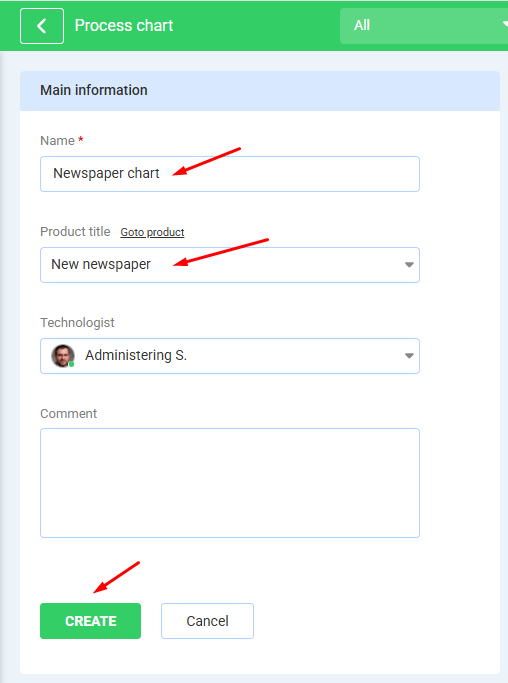 Process chart
All
Main information
Name *
Newspaper chart
Product title Goto product
New newspaper
Technologist
Administering S.
Comment
CREATE Cancel